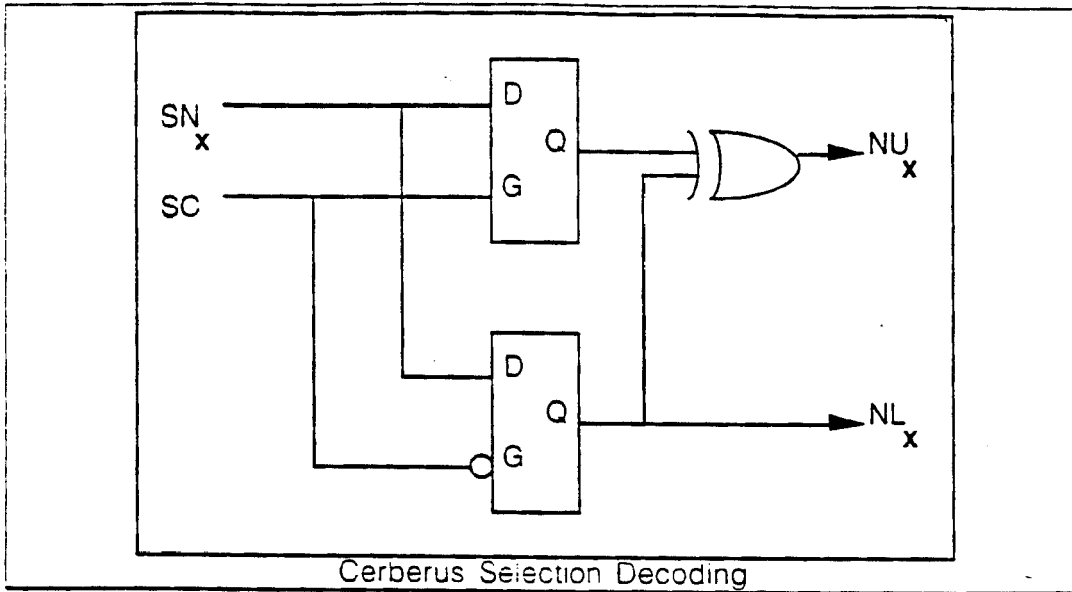 D
SN x
Q
NU x
G
SC
D
Q
NL x
G
Cerberus Selection Decoding